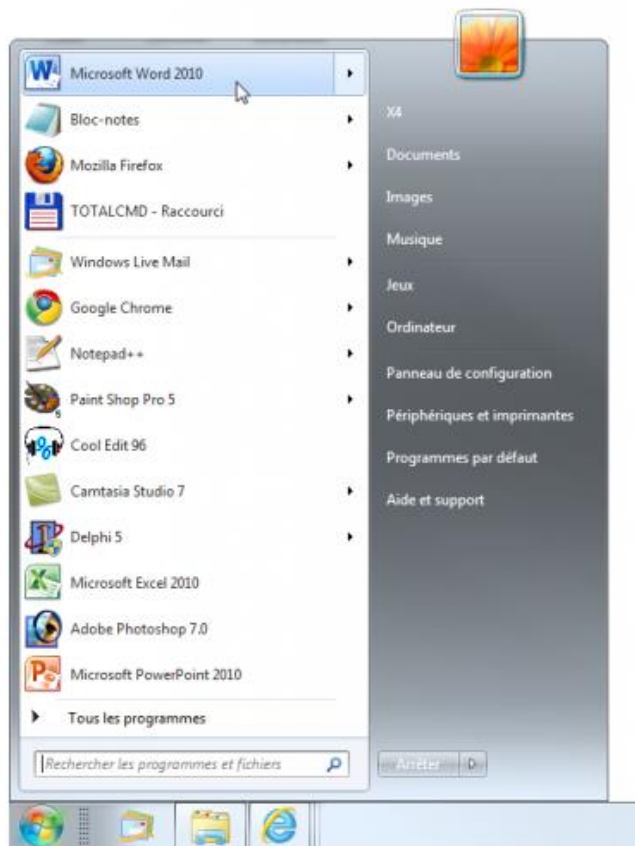 Microsoft Word 2010
Bloc-notes
Mozilla Firefox
TOTALCMD - Raccourci
Windows Live Mail
Google Chrome
Notepad++
Paint Shop Pro 5
Cool Edit 96
Camtasia Studio 7
Delphi 5
Microsoft Excel 2010
Adobe Photoshop 7.0
Microsoft PowerPoint 2010
Tous les programmes
Rechercher les programmes et fichiers
X4
Documents
Images
Musique
Jeux
Ordinateur
Panneau de configuration
Périphériques et imprimantes
Programmes par défaut
Aide et support
Arrêter